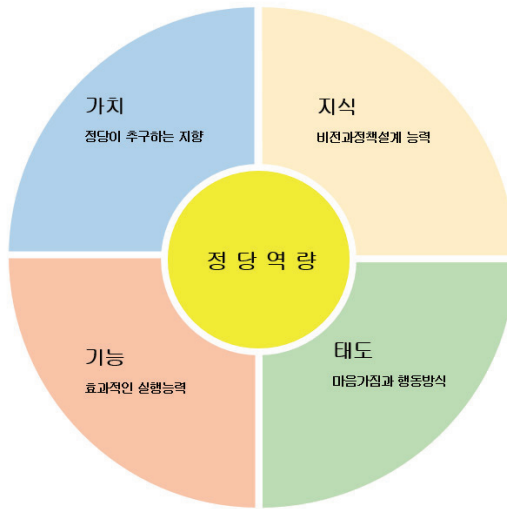 가치
정당이 추구하는 지향
지식
비전과정책설계 능력
정 당 역 량
기능
효과적인 실행능력
태도
마음가짐과 행동방식